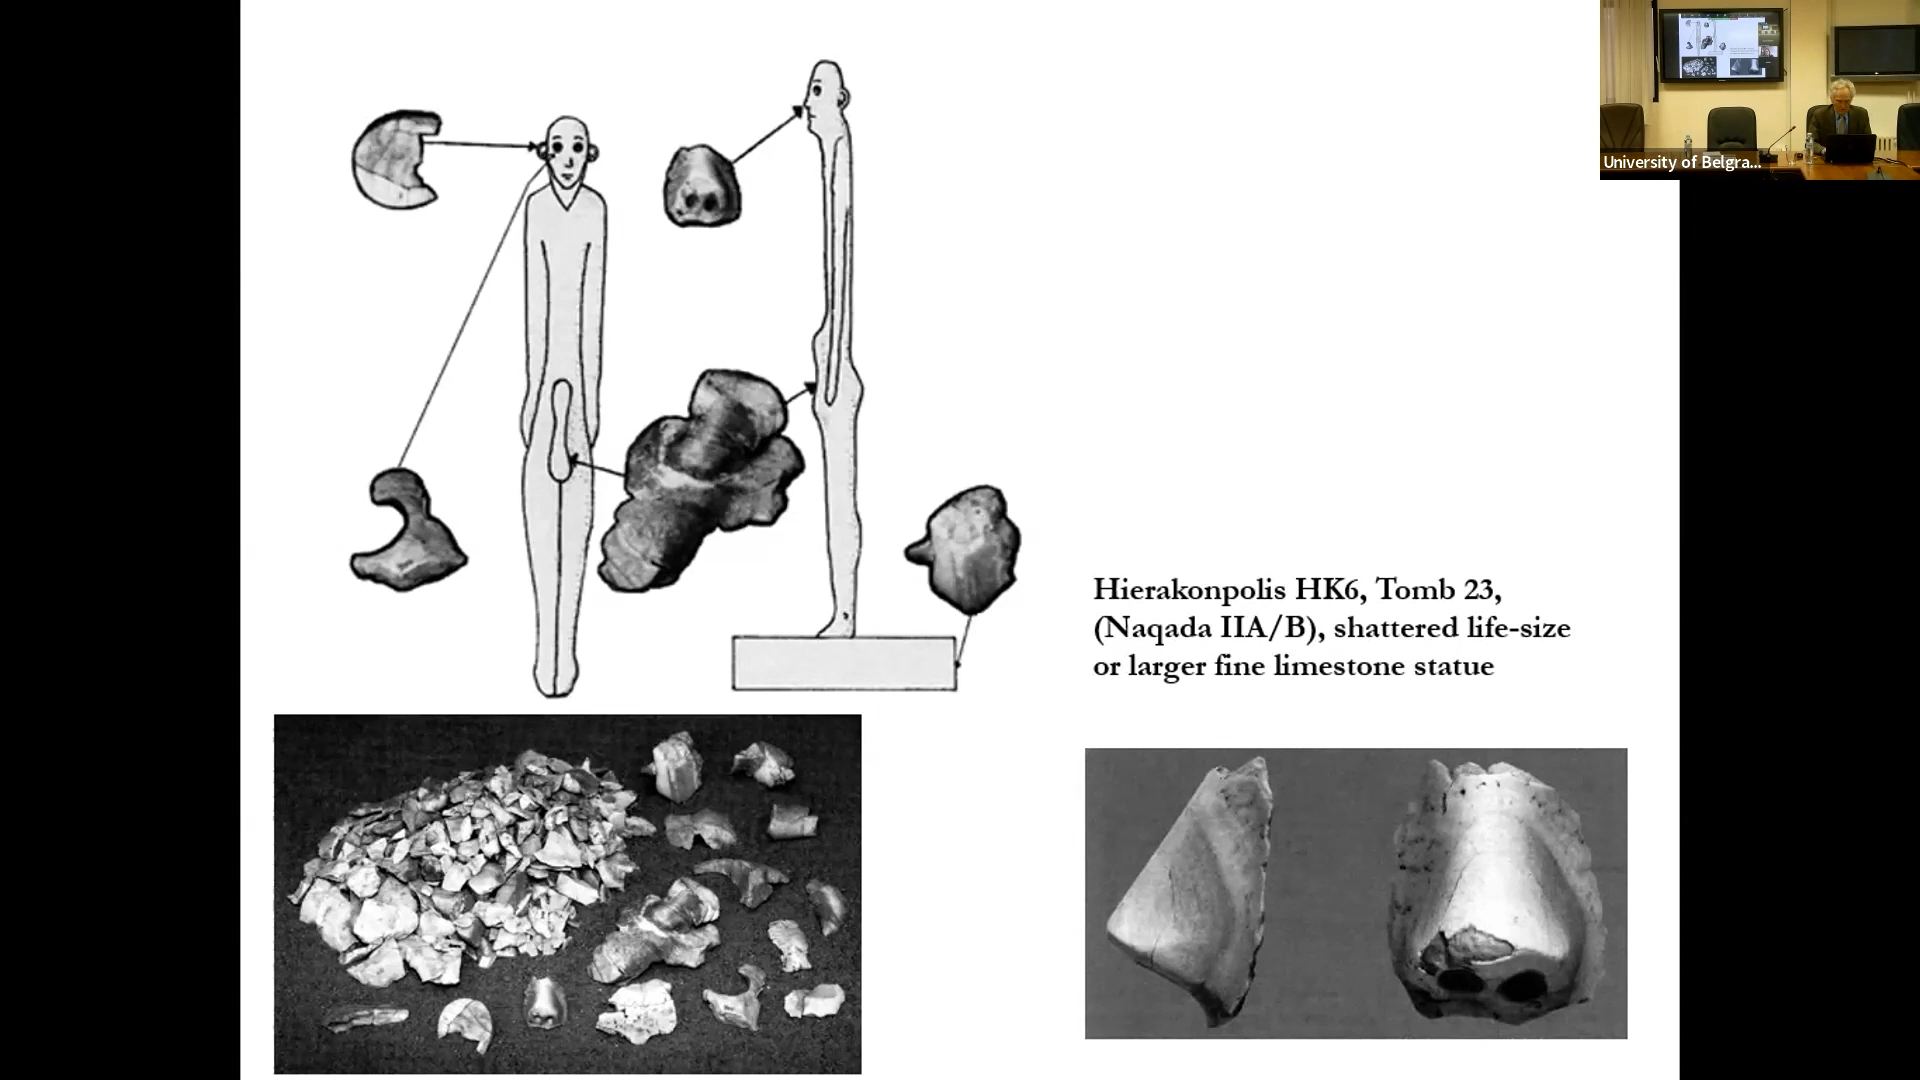 University of Belgra...
Hierakonpolis HK6, Tomb 23,
(Naqada IIA/B), shattered life-size
or larger fine limestone statue